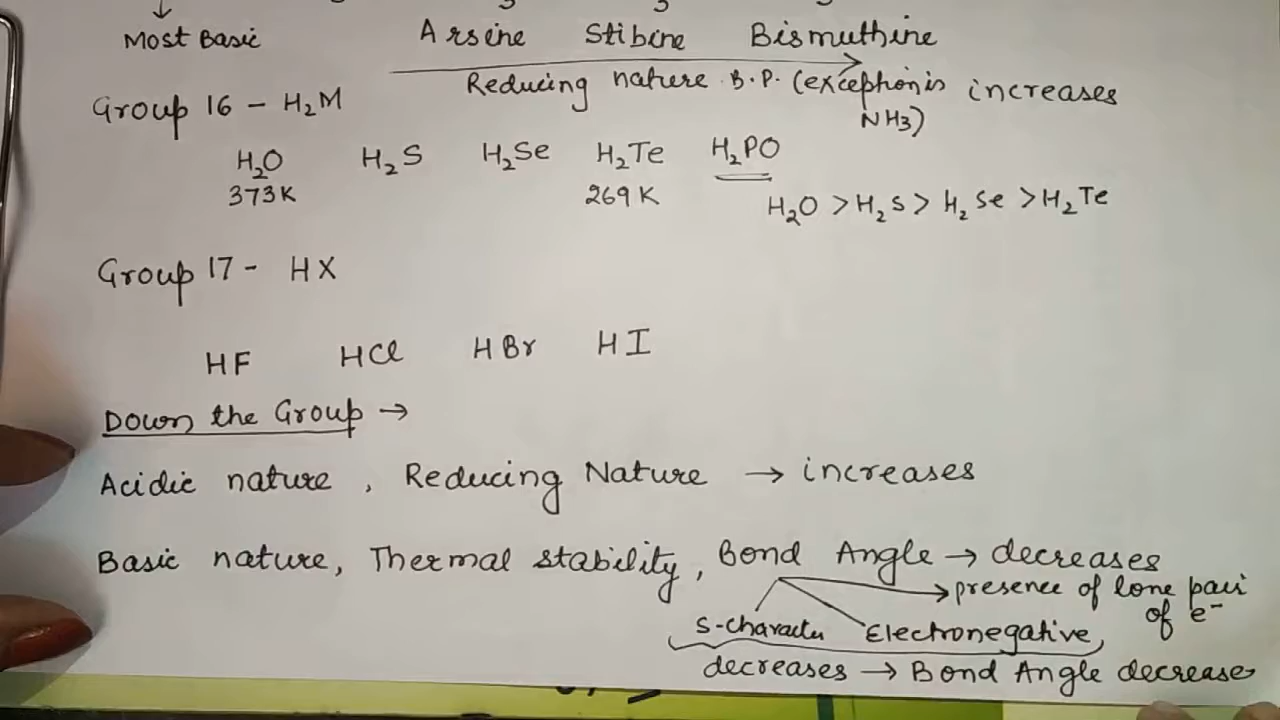 Most Basic
Arsine Stibine Bismuthine
Reducing nature B.P. (exception is NH3) increases
Group 16 - H₂M
H₂O H₂S H₂Se H₂Te H₂PO
373K 269K
H₂O > H₂S > H₂Se > H₂Te
Group 17 - HX
HF HCl HBr HI
Down the Group →
Acidic nature, Reducing Nature → increases
Basic nature, Thermal stability, Bond Angle → decreases
presence of lone pair
of e⁻
S-character Electronegative,
decreases → Bond Angle decrease